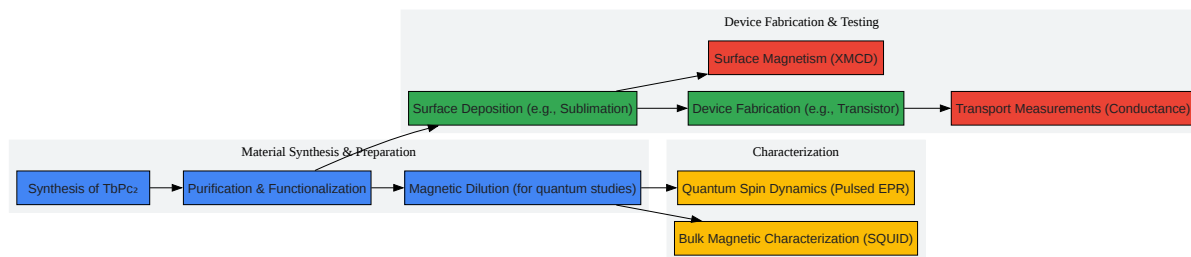 Device Fabrication & Testing
Surface Magnetism (XMCD)
Surface Deposition (e.g., Sublimation)
Device Fabrication (e.g., Transistor)
Transport Measurements (Conductance)
Material Synthesis & Preparation
Characterization
Synthesis of TbPc₂
Purification & Functionalization
Magnetic Dilution (for quantum studies)
Quantum Spin Dynamics (Pulsed EPR)
Bulk Magnetic Characterization (SQUID)